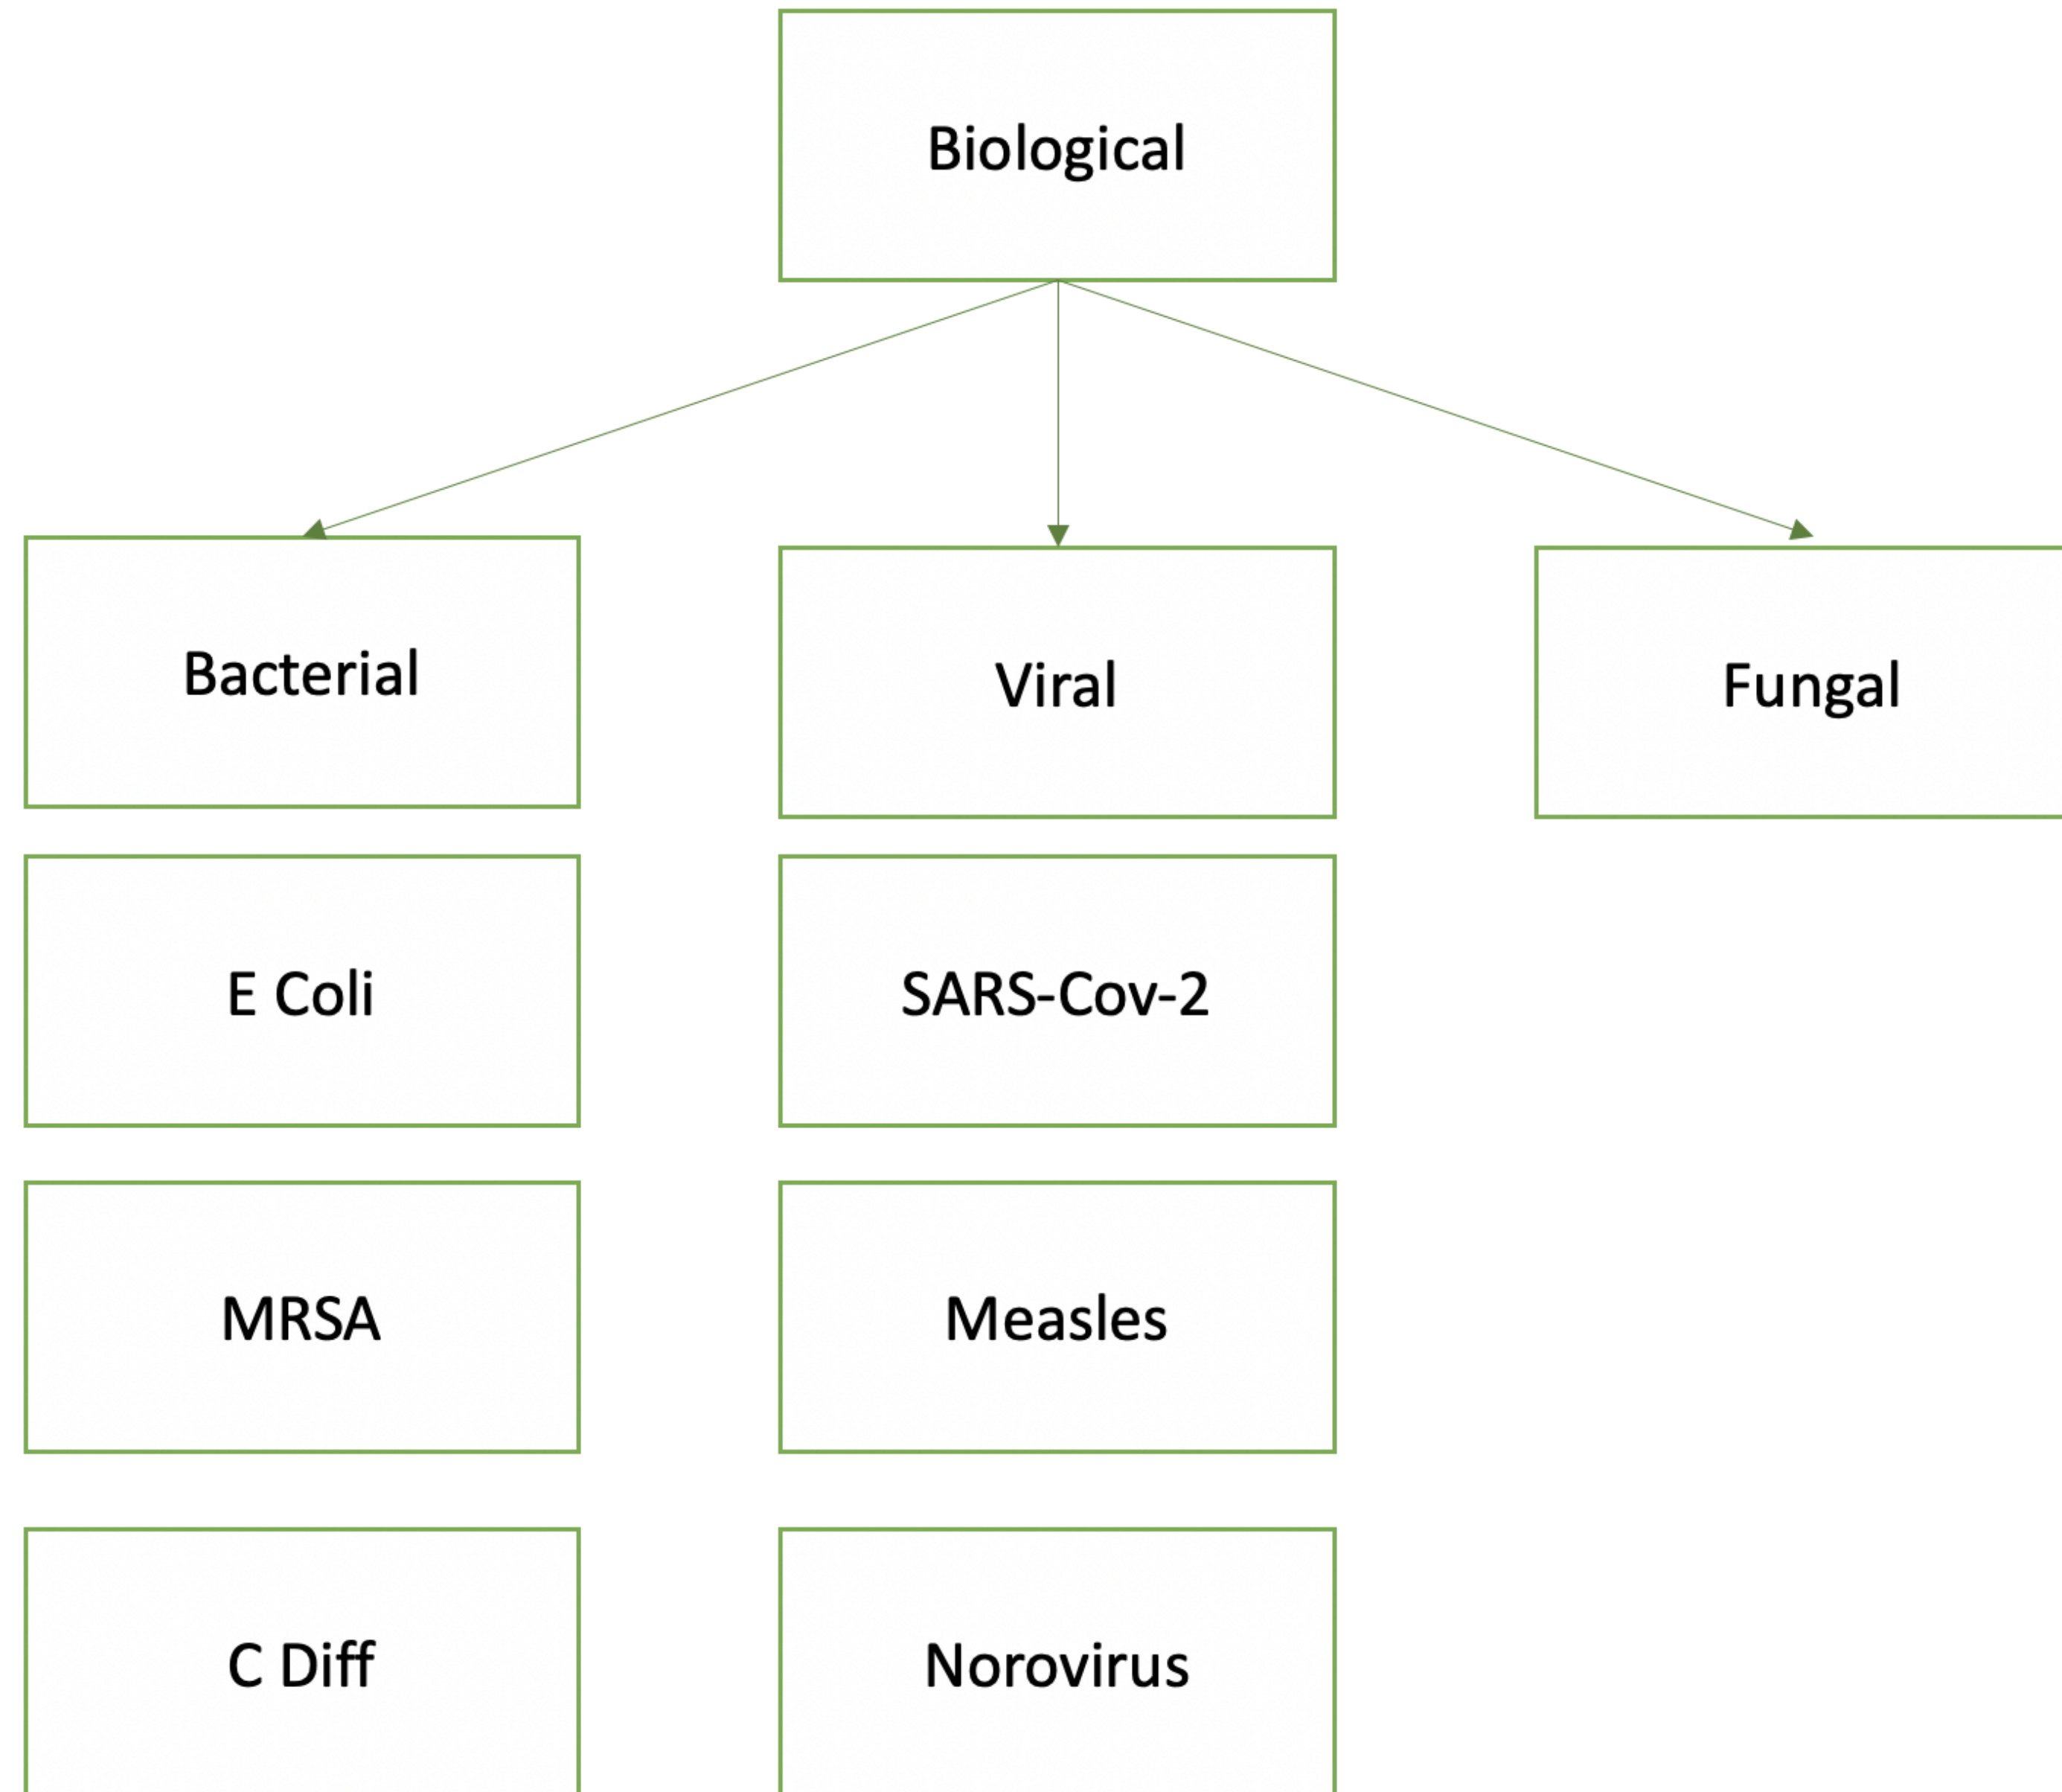 Biological
Bacterial
Viral
Fungal
E Coli
SARS-Cov-2
MRSA
Measles
C Diff
Norovirus